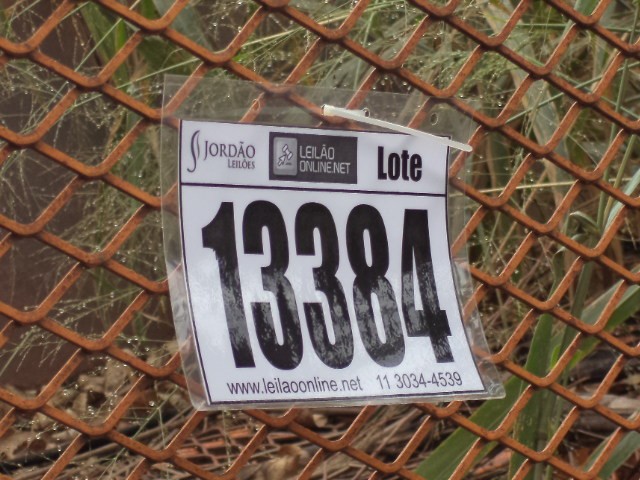 JORDÃO LEILÕES
LEILÃO ONLINE.NET
Lote
13384
www.leilaoonline.net 11 3034-4539